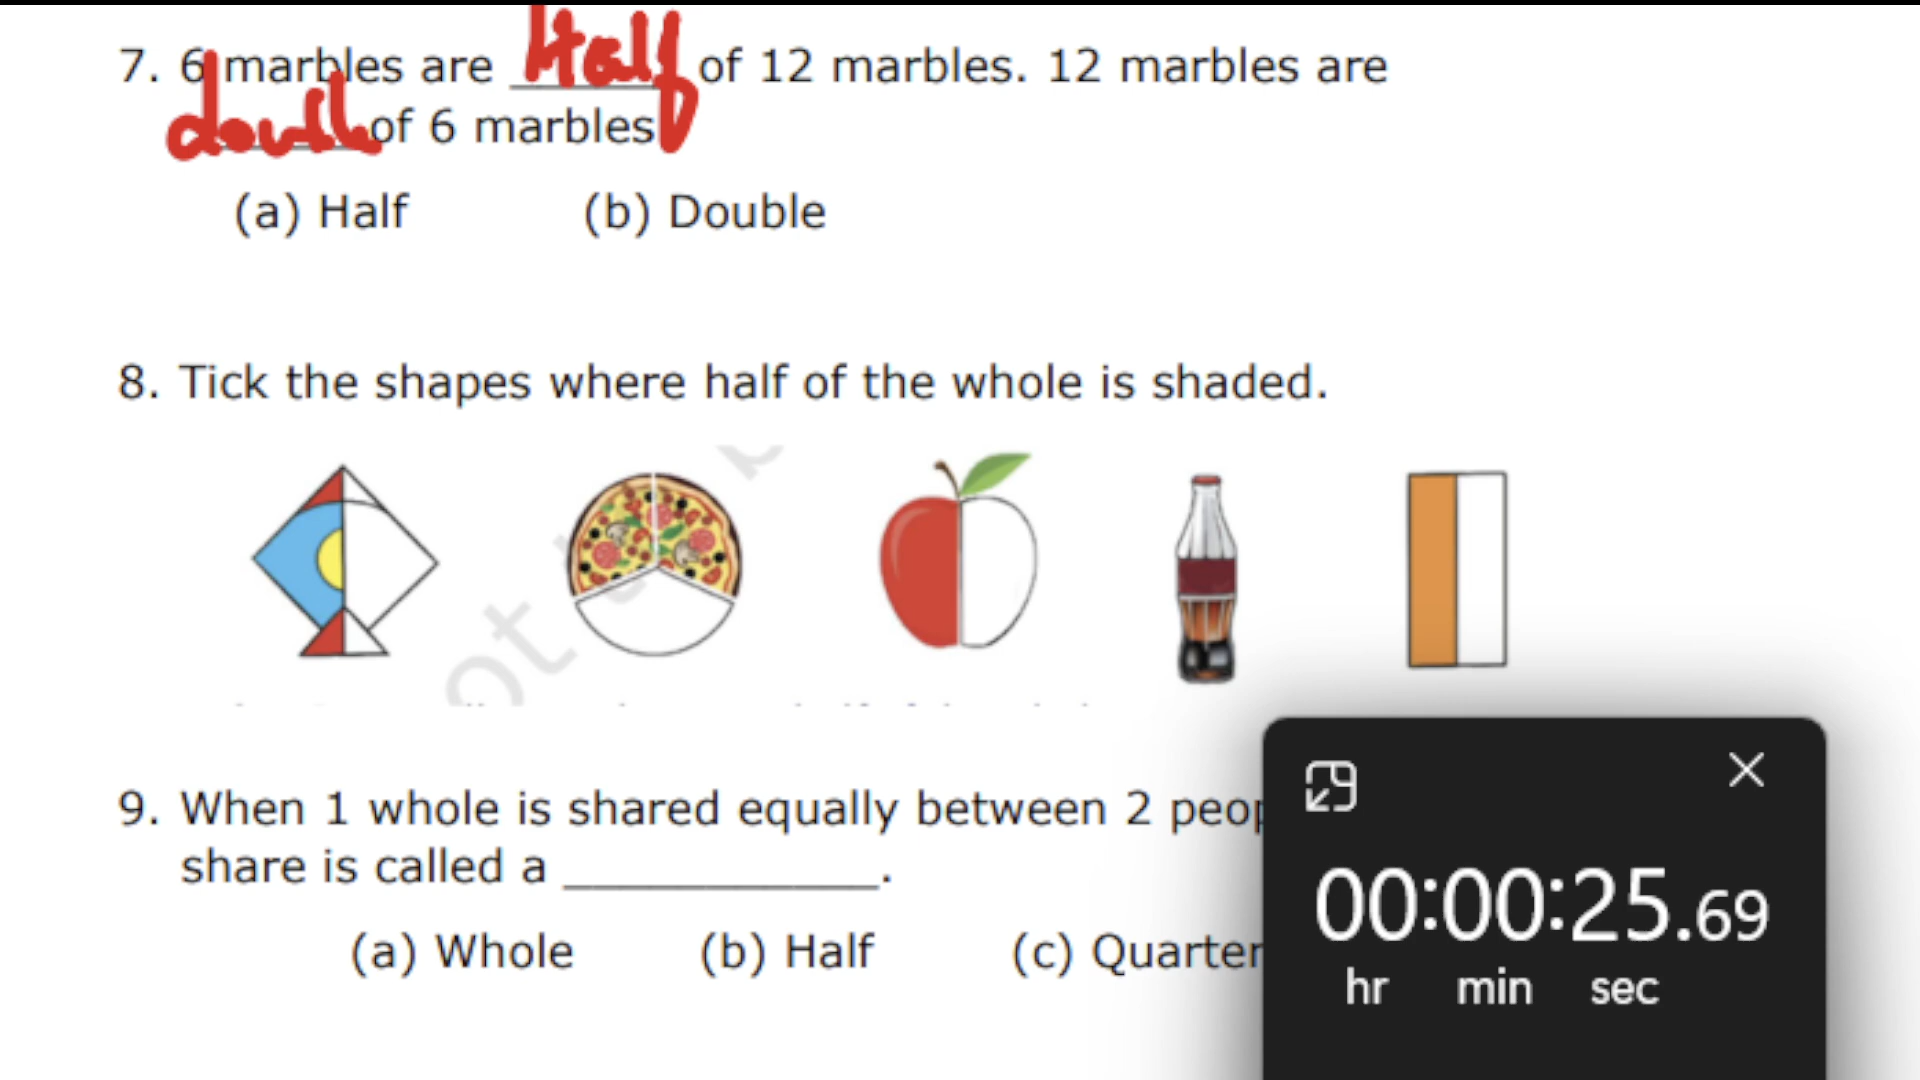 7. 6 marbles are Half of 12 marbles. 12 marbles are
doubl of 6 marbles
(a) Half (b) Double
8. Tick the shapes where half of the whole is shaded.
ot
9. When 1 whole is shared equally between 2 peop
share is called a ____________.
(a) Whole (b) Half (c) Quarter
00:00:25.69
hr min sec